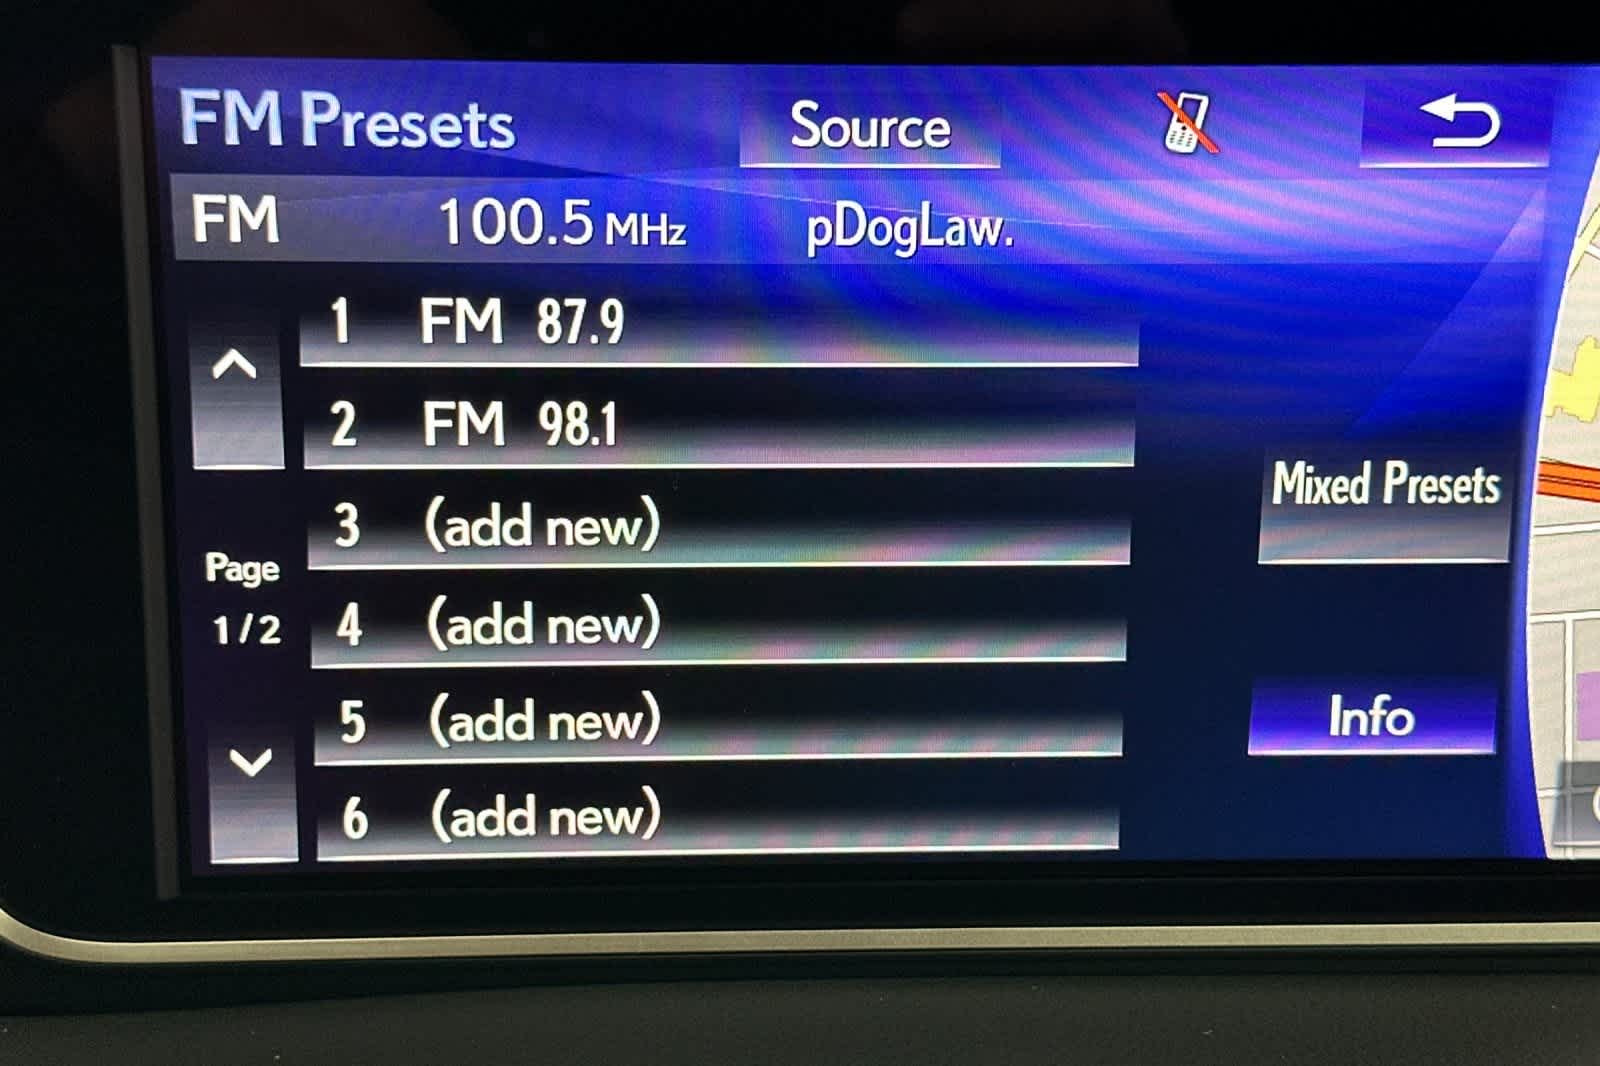 FM Presets Source
FM 100.5 MHz pDogLaw.
1 FM 87.9
2 FM 98.1
3 (add new)
Mixed Presets
Page
1/2
4 (add new)
5 (add new)
Info
6 (add new)